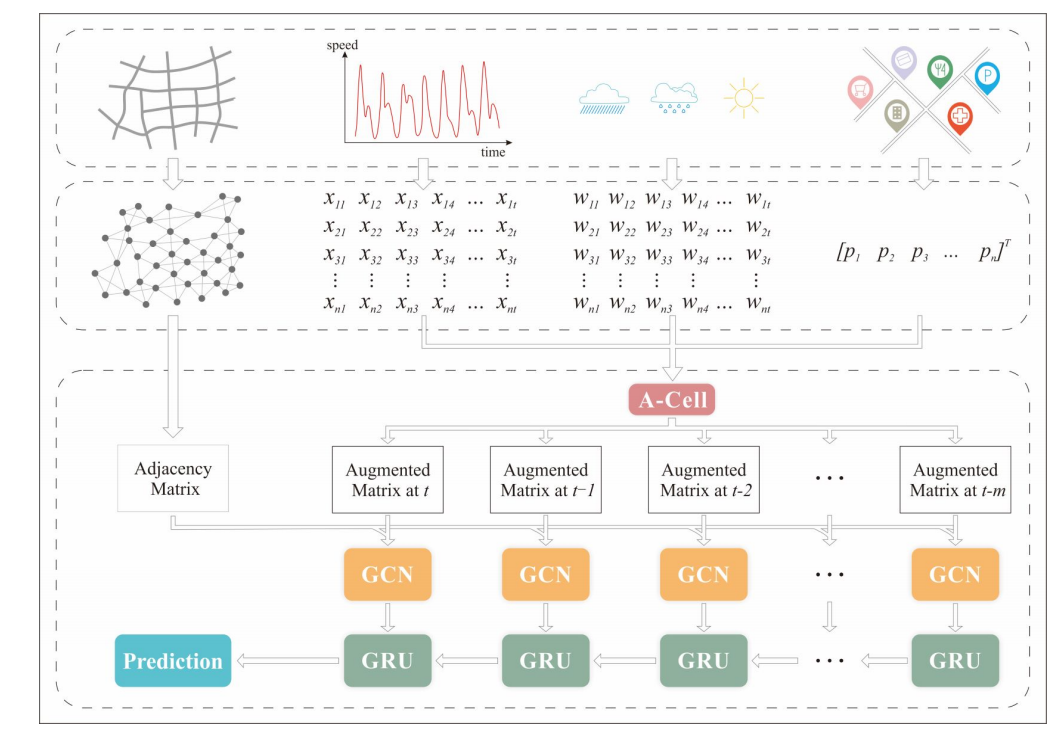 speed
time
P
x11 x12 x13 x14 ... x1t
x21 x22 x23 x24 ... x2t
x31 x32 x33 x34 ... x3t
⋮ ⋮ ⋮ ⋮ ⋮
xn1 xn2 xn3 xn4 ... xnt
w11 w12 w13 w14 ... w1t
w21 w22 w23 w24 ... w2t
w31 w32 w33 w34 ... w3t
⋮ ⋮ ⋮ ⋮ ⋮
wn1 wn2 wn3 wn4 ... wnt
[p1 p2 p3 ... pn]T
A-Cell
Adjacency
Matrix
Augmented
Matrix at t
Augmented
Matrix at t−1
Augmented
Matrix at t-2
...
Augmented
Matrix at t-m
GCN
GCN
GCN
...
GCN
Prediction
GRU
GRU
GRU
...
GRU